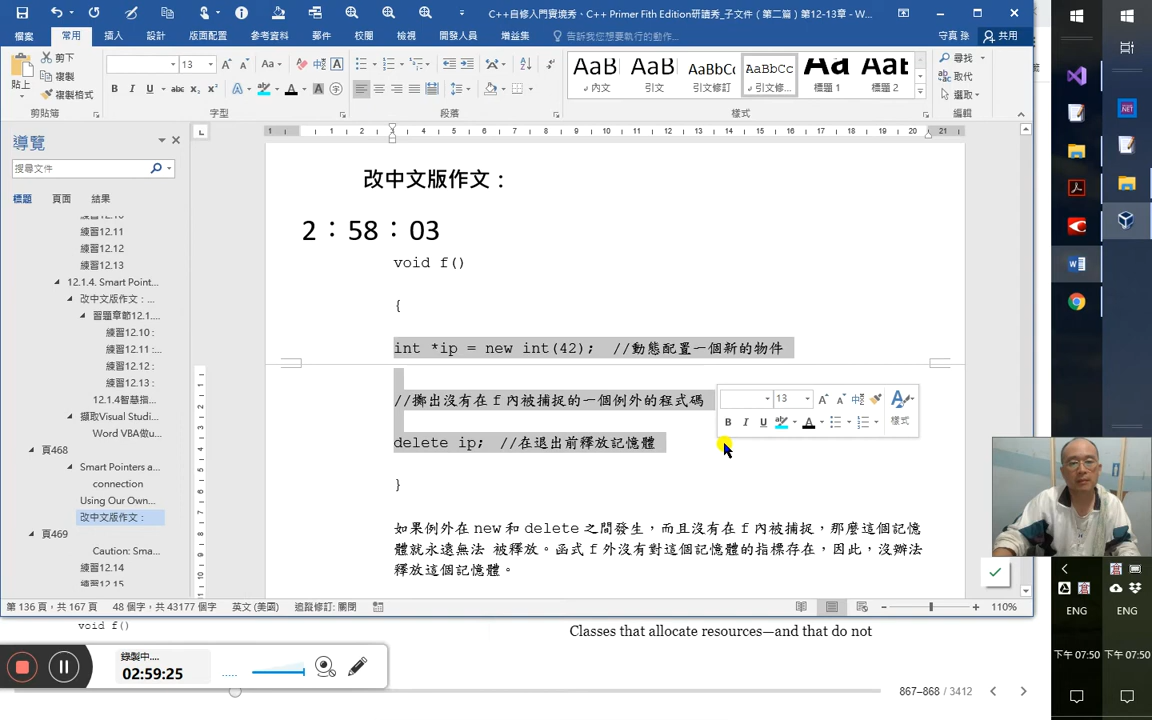 C++自修入門實境秀、C++ Primer Fith Edition研讀秀_子文件（第二篇）第12-13章 - W...
檔案 常用 插入 設計 版面配置 參考資料 郵件 校閱 檢視 開發人員 增益集 告訴我您想要執行的動作... 守真 孫 共用
貼上
剪下
複製
複製格式
13
B I U abc x₂ x²
AaB AaB AaBbCc AaBbCc AaB AaB
內文 引文 引文修訂 引文修... 標題 1 標題 2
尋找
取代
選取
剪貼簿 字型 段落 樣式 編輯
導覽
搜尋文件
標題 頁面 結果
練習12.10
練習12.11
練習12.12
練習12.13
12.1.4. Smart Point...
改中文版作文：...
習題章節12.1...
練習12.10：
練習12.11：...
練習12.12：
練習12.13：
12.1.4智慧指...
擷取Visual Studi...
Word VBA做u...
頁468
Smart Pointers a...
connection
Using Our Own...
改中文版作文：
頁469
Caution: Sma...
練習12.14
練習12.15
改中文版作文：
2：58：03
void f()
{
int *ip = new int(42); //動態配置一個新的物件
//擲出沒有在 f 內被捕捉的一個例外的程式碼
delete ip; //在退出前釋放記憶體
}
如果例外在 new 和 delete 之間發生，而且沒有在 f 內被捕捉，那麼這個記憶
體就永遠無法 被釋放。函式 f 外沒有對這個記憶體的指標存在，因此，沒辦法
釋放這個記憶體。
13
B I U
樣式
第 136 頁，共 167 頁 48 個字，共 43177 個字 英文 (美國) 追蹤修訂: 關閉 110%
void f()
Classes that allocate resources—and that do not
錄製中...
02:59:25
867–868 / 3412
ENG ENG
下午 07:50 下午 07:50